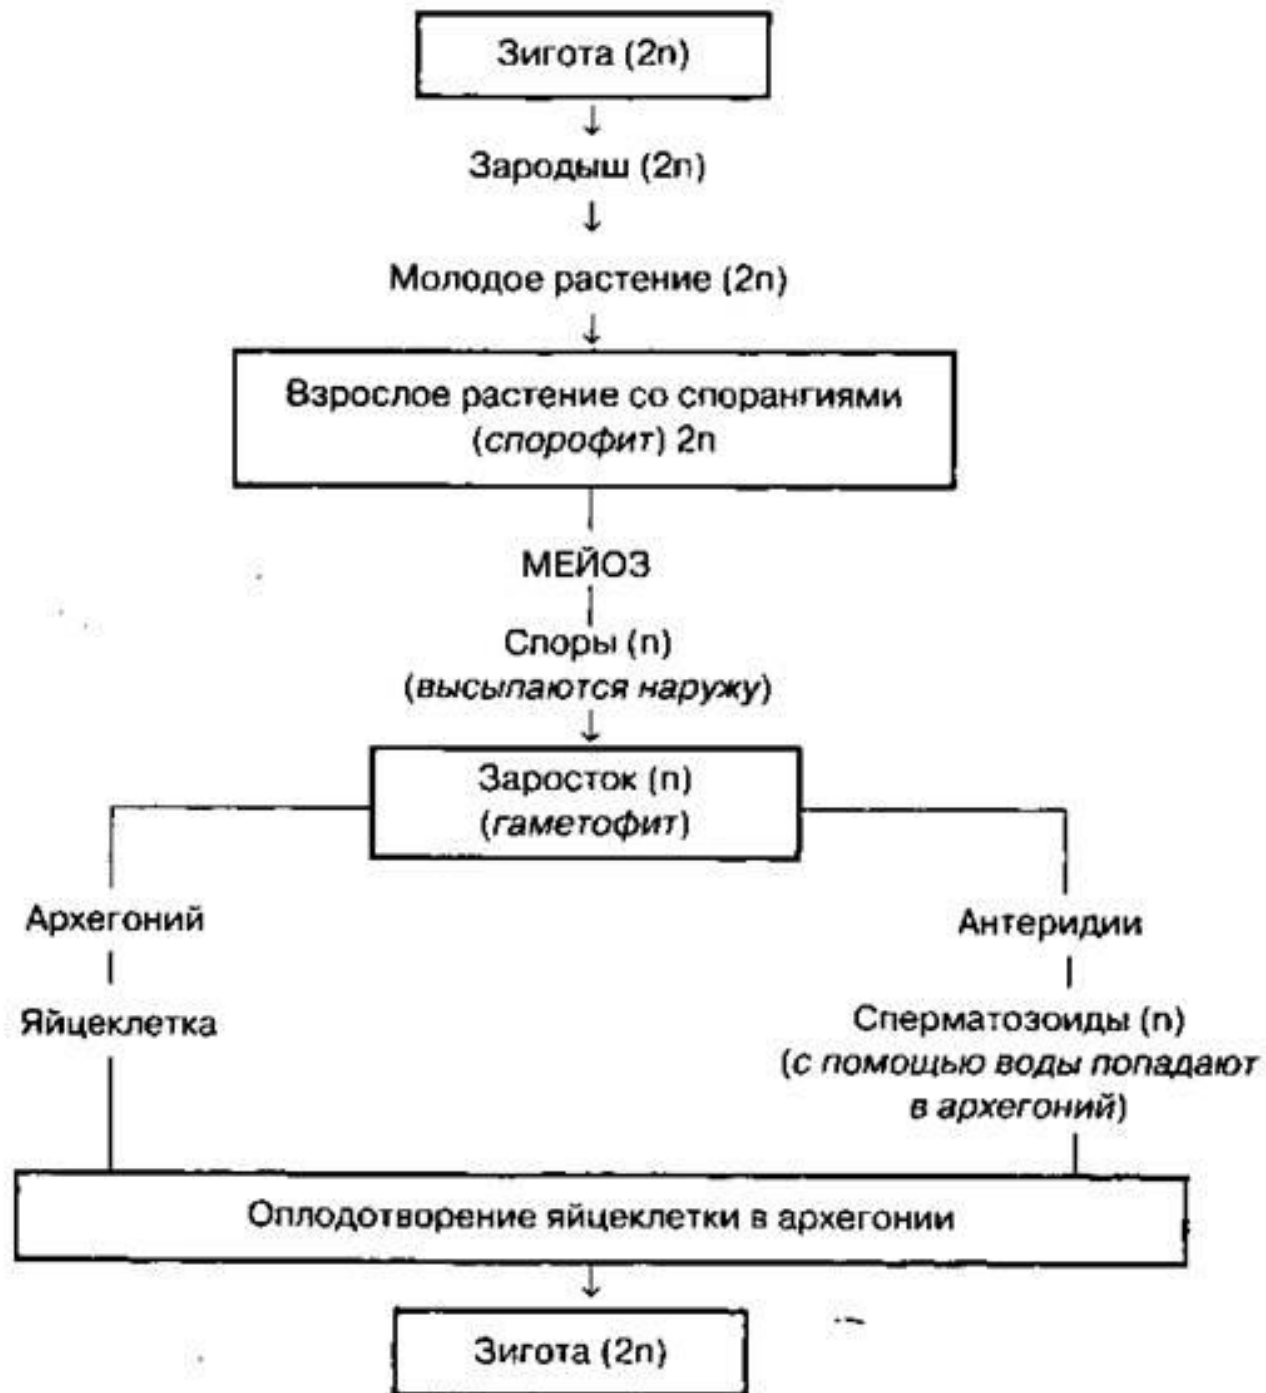 Зигота (2n)
Зародыш (2n)
Молодое растение (2n)
Взрослое растение со спорангиями
(спорофит) 2n
МЕЙОЗ
Споры (n)
(высыпаются наружу)
Заросток (n)
(гаметофит)
Архегоний
Антеридии
Яйцеклетка
Сперматозоиды (n)
(с помощью воды попадают
в архегоний)
Оплодотворение яйцеклетки в архегонии
Зигота (2n)